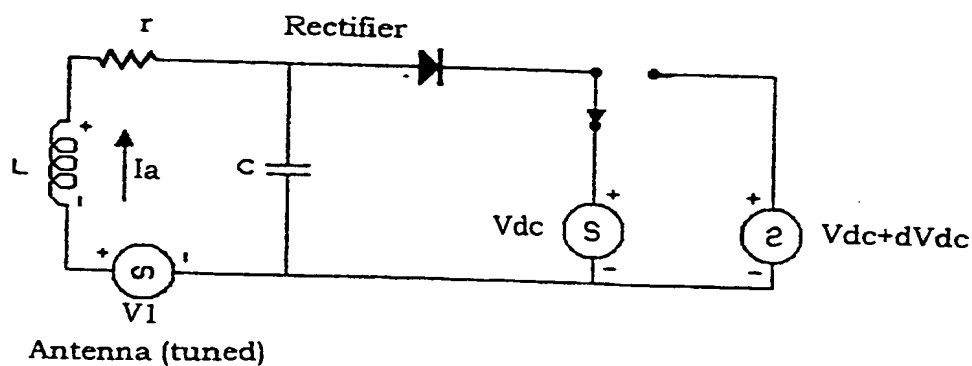 r
Rectifier
+
L
Ia
C
-
+
-
V1
Antenna (tuned)
+
Vdc
S
-
+
Vdc+dVdc
-